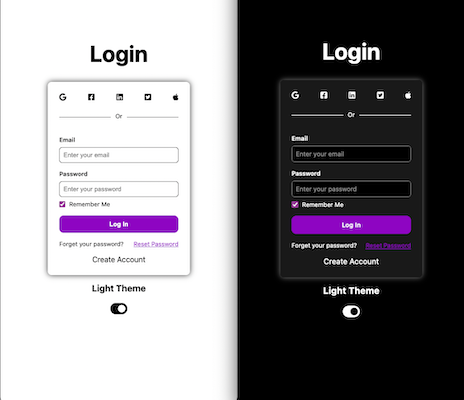 Login
Or
Email
Enter your email
Password
Enter your password
Remember Me
Log In
Forget your password? Reset Password
Create Account
Light Theme
Login
Or
Email
Enter your email
Password
Enter your password
Remember Me
Log In
Forget your password? Reset Password
Create Account
Light Theme